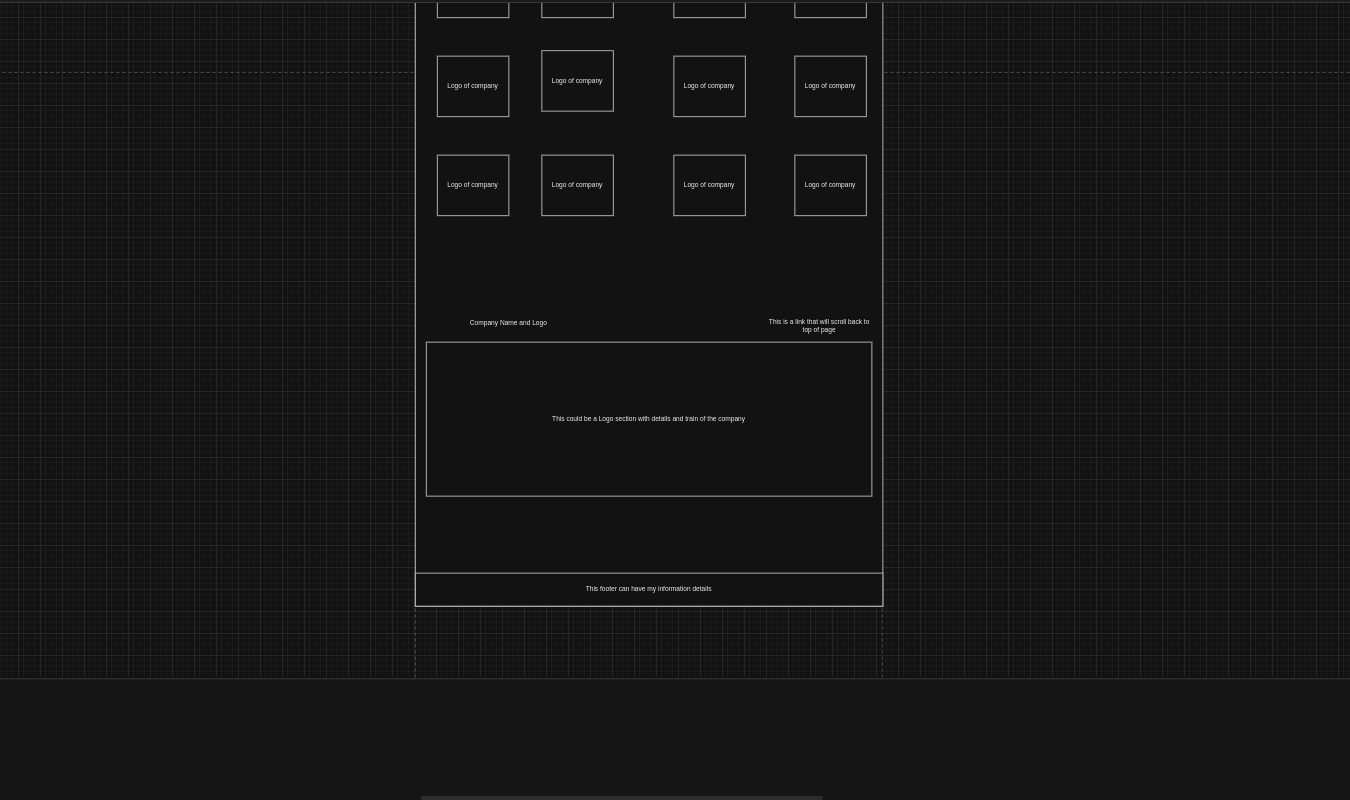 Logo of company
Logo of company
Logo of company
Logo of company
Logo of company
Logo of company
Logo of company
Logo of company
Company Name and Logo
This is a link that will scroll back to
top of page
This could be a Logo section with details and train of the company
This footer can have my information details